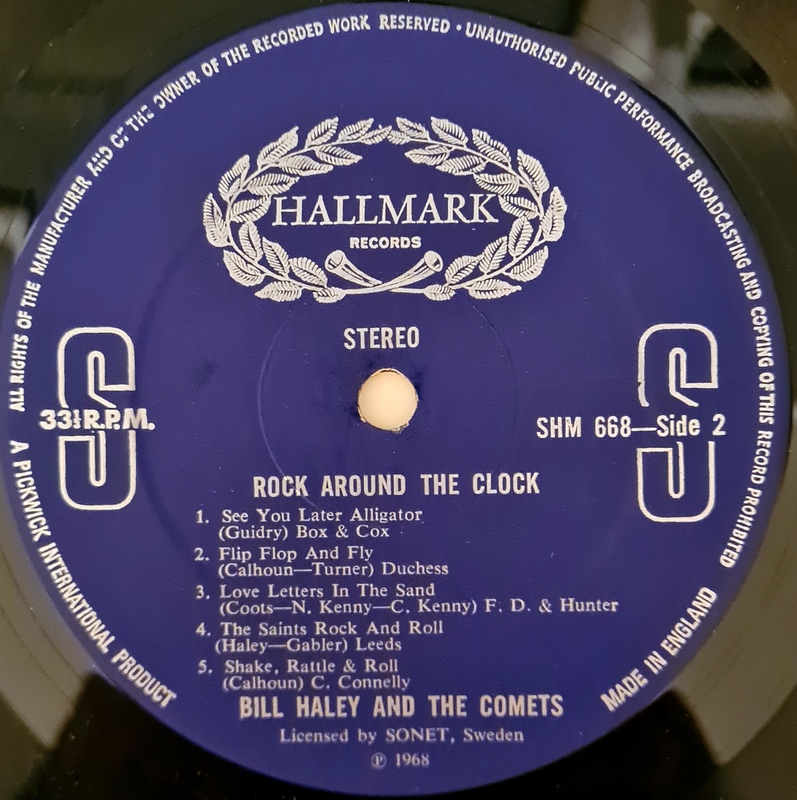 ALL RIGHTS OF THE MANUFACTURER AND OF THE OWNER OF THE RECORDED WORK RESERVED • UNAUTHORISED PUBLIC PERFORMANCE BROADCASTING AND COPYING OF THIS RECORD PROHIBITED
HALLMARK
RECORDS
STEREO
S
33⅓ R.P.M.
S
SHM 668—Side 2
ROCK AROUND THE CLOCK
1. See You Later Alligator
(Guidry) Box & Cox
2. Flip Flop And Fly
(Calhoun—Turner) Duchess
3. Love Letters In The Sand
(Coots—N. Kenny—C. Kenny) F. D. & Hunter
4. The Saints Rock And Roll
(Haley—Gabler) Leeds
5. Shake, Rattle & Roll
(Calhoun) C. Connelly
BILL HALEY AND THE COMETS
Licensed by SONET, Sweden
℗ 1968
A PICKWICK INTERNATIONAL PRODUCT
MADE IN ENGLAND